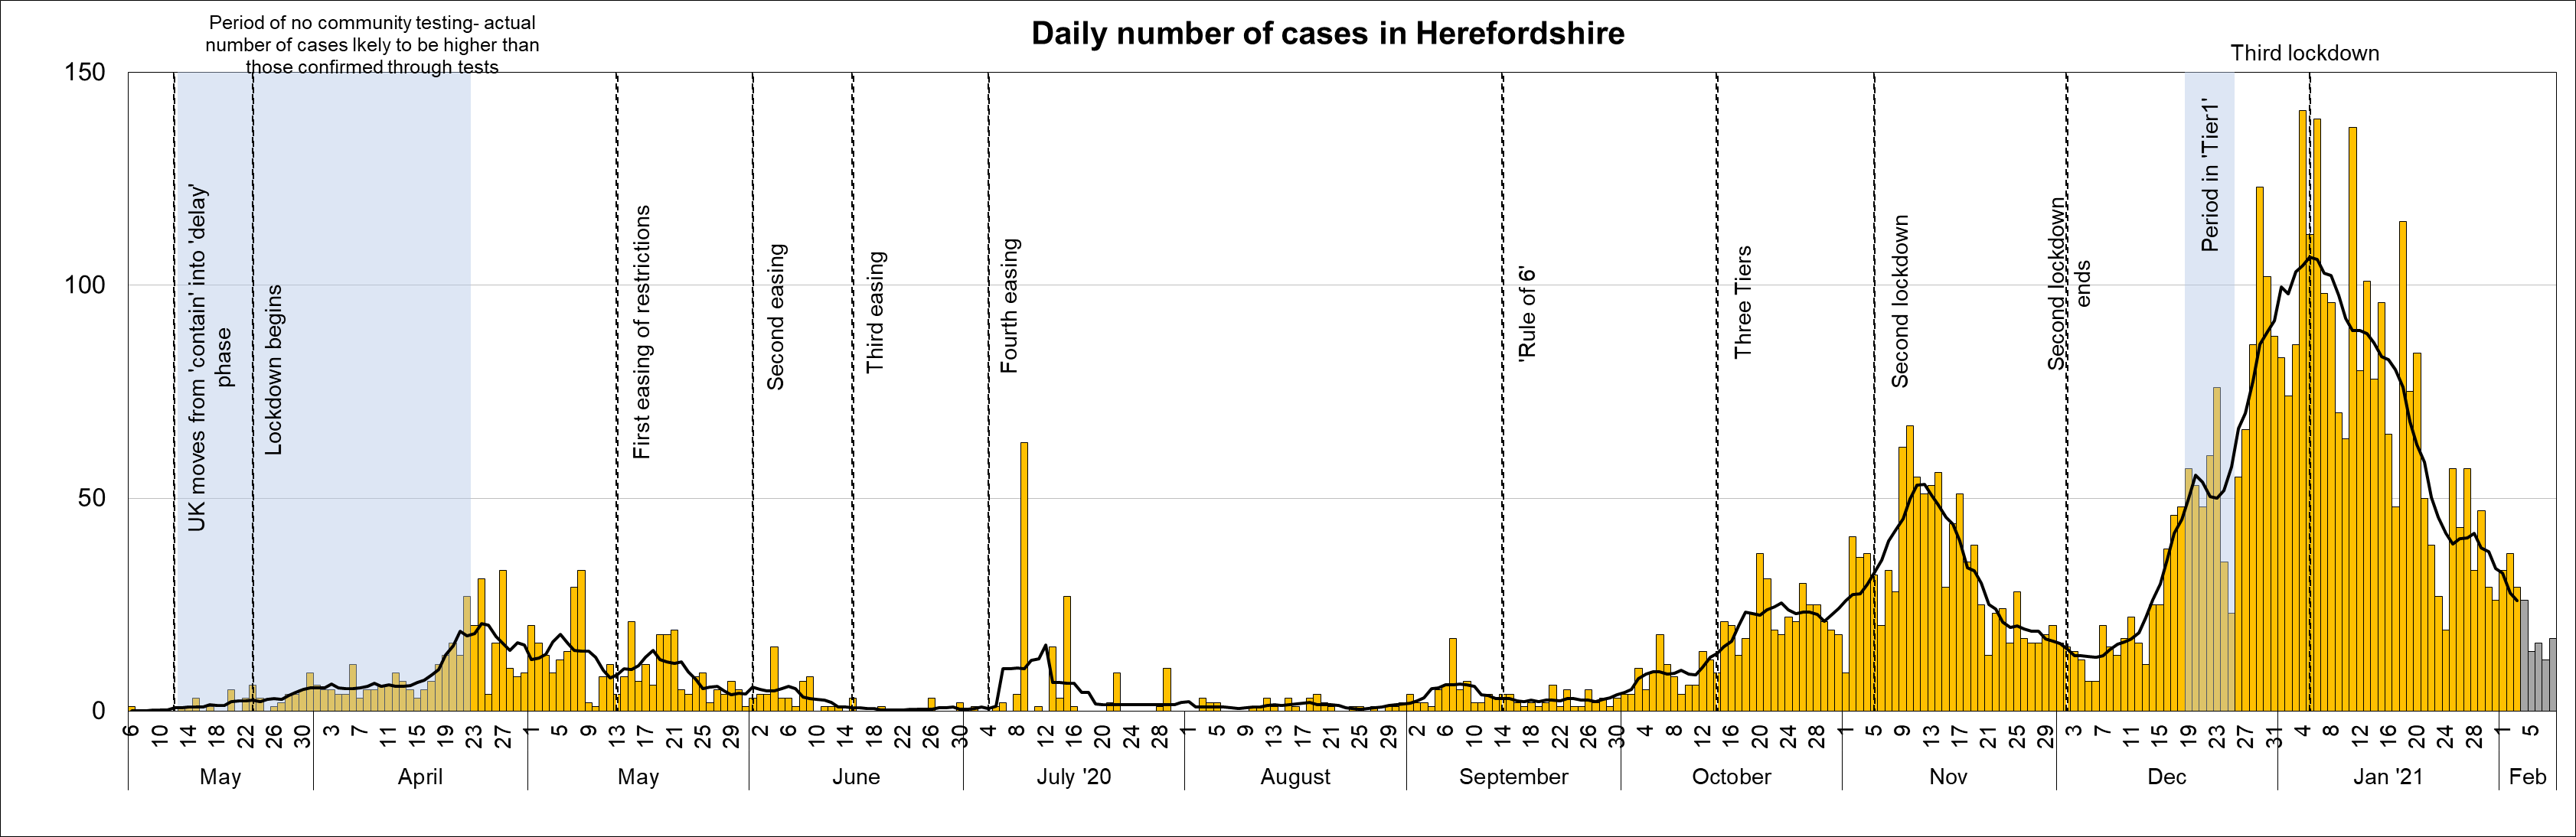 Period of no community testing- actual
number of cases lkely to be higher than
those confirmed through tests
Daily number of cases in Herefordshire
Third lockdown
150
100
50
0
UK moves from 'contain' into 'delay'
phase
Lockdown begins
First easing of restrictions
Second easing
Third easing
Fourth easing
'Rule of 6'
Three Tiers
Second lockdown
Second lockdown
ends
Period in 'Tier1'
6 10 14 18 22 26 30 3 7 11 15 19 23 27 1 5 9 13 17 21 25 29 2 6 10 14 18 22 26 30 4 8 12 16 20 24 28 1 5 9 13 17 21 25 29 2 6 10 14 18 22 26 30 4 8 12 16 20 24 28 1 5 9 13 17 21 25 29 3 7 11 15 19 23 27 31 4 8 12 16 20 24 28 1 5
May April May June July '20 August September October Nov Dec Jan '21 Feb